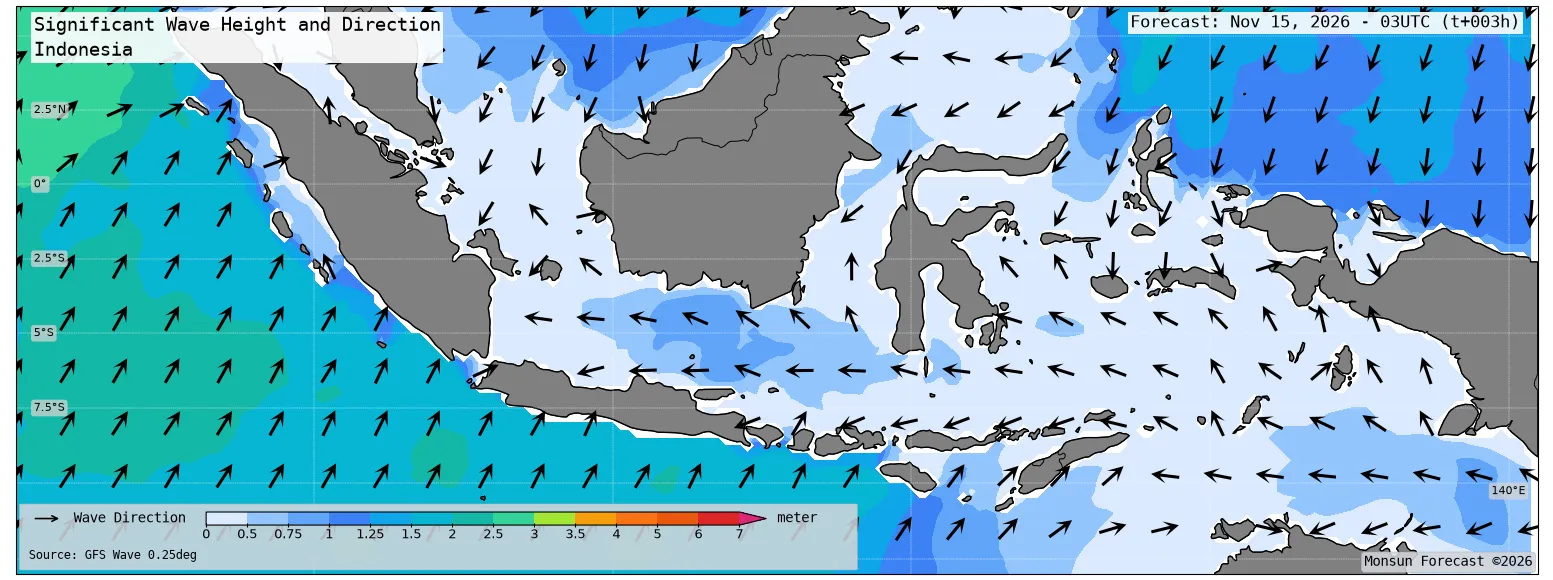 Significant Wave Height and Direction
Indonesia
Forecast: Nov 15, 2026 - 03UTC (t+003h)
2.5°N
0°
2.5°S
5°S
7.5°S
140°E
Wave Direction
meter
0 0.5 0.75 1 1.25 1.5 2 2.5 3 3.5 4 5 6 7
Source: GFS Wave 0.25deg
Monsun Forecast ©2026